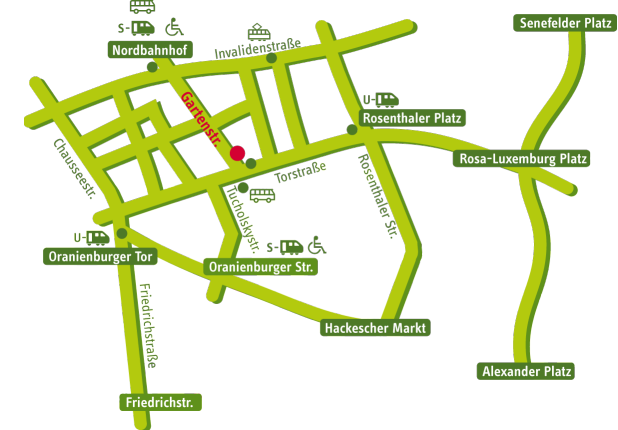 Senefelder Platz
S-
Nordbahnhof
Invalidenstraße
Gartenstr.
U-
Rosenthaler Platz
Chausseestr.
Rosa-Luxemburg Platz
Torstraße
Rosenthaler Str.
Tucholskystr.
U-
Oranienburger Tor
S-
Oranienburger Str.
Friedrichstraße
Hackescher Markt
Alexander Platz
Friedrichstr.